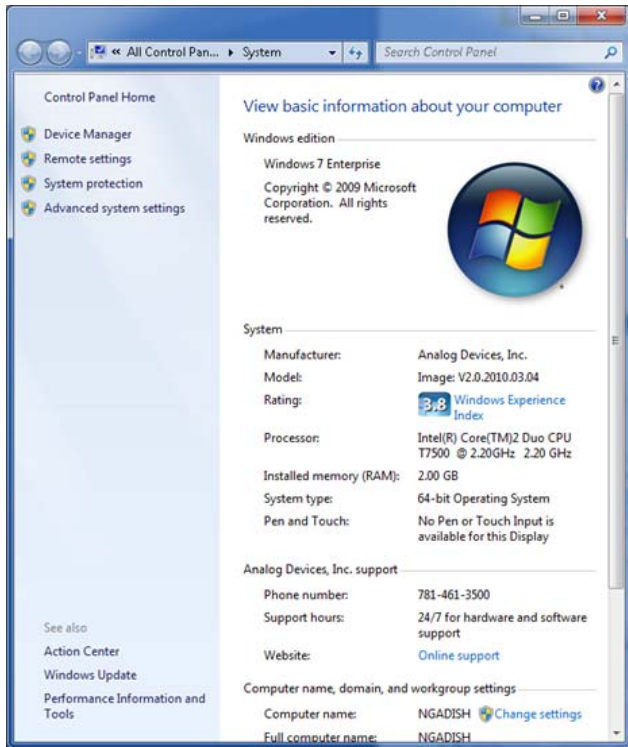 « All Control Pan... ▸ System
Search Control Panel
Control Panel Home
Device Manager
Remote settings
System protection
Advanced system settings
See also
Action Center
Windows Update
Performance Information and
Tools
View basic information about your computer
Windows edition
Windows 7 Enterprise
Copyright © 2009 Microsoft
Corporation. All rights
reserved.
System
Manufacturer: Analog Devices, Inc.
Model: Image: V2.0.2010.03.04
Rating: 3,8 Windows Experience
Index
Processor: Intel(R) Core(TM)2 Duo CPU
T7500 @ 2.20GHz 2.20 GHz
Installed memory (RAM): 2.00 GB
System type: 64-bit Operating System
Pen and Touch: No Pen or Touch Input is
available for this Display
Analog Devices, Inc. support
Phone number: 781-461-3500
Support hours: 24/7 for hardware and software
support
Website: Online support
Computer name, domain, and workgroup settings
Computer name: NGADISH Change settings
Full computer name: NGADISH